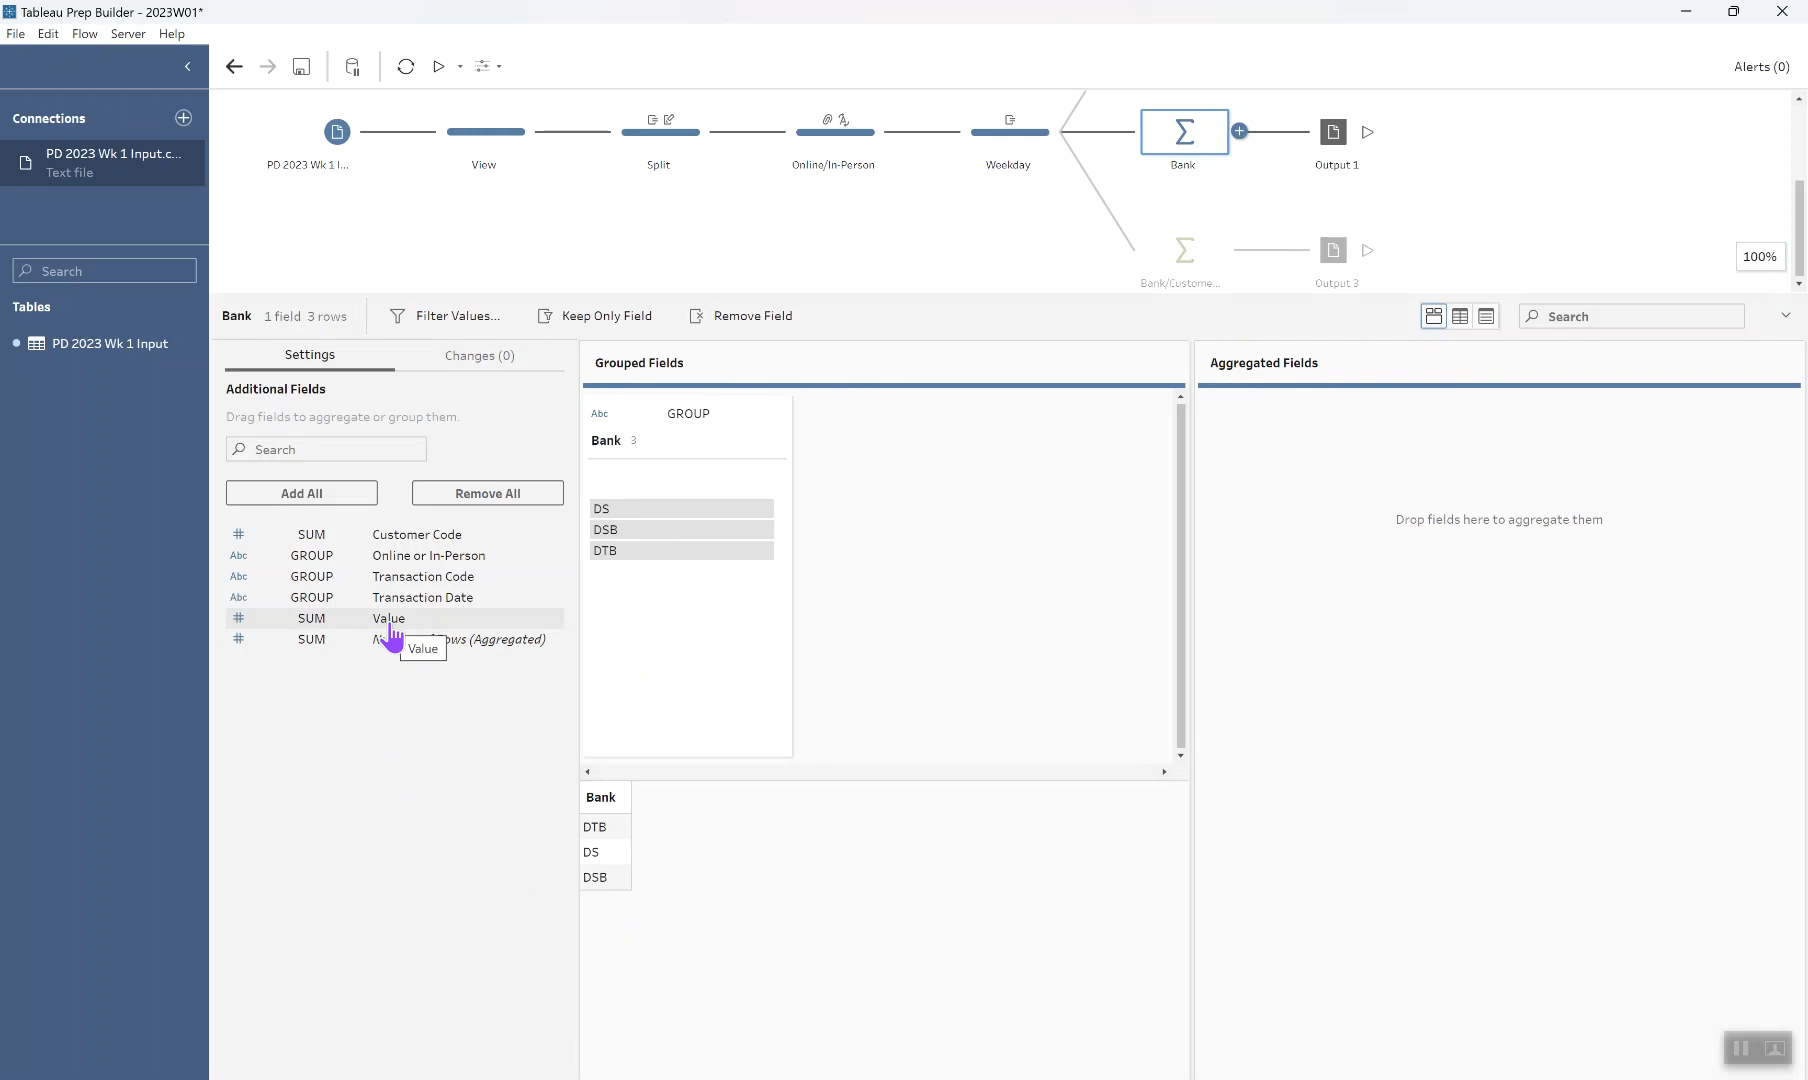 Tableau Prep Builder - 2023W01*
File Edit Flow Server Help
Alerts (0)
Connections
PD 2023 Wk 1 Input.c...
Text file
Search
Tables
PD 2023 Wk 1 Input
PD 2023 Wk 1 I...
View
Split
Online/In-Person
Weekday
Bank
Output 1
Bank/Custome...
Output 3
100%
Bank 1 field 3 rows
Filter Values...
Keep Only Field
Remove Field
Search
Settings
Changes (0)
Additional Fields
Drag fields to aggregate or group them.
Search
Add All
Remove All
# SUM Customer Code
Abc GROUP Online or In-Person
Abc GROUP Transaction Code
Abc GROUP Transaction Date
# SUM Value
# SUM (Aggregated)
Value
Grouped Fields
Abc GROUP
Bank 3
DS
DSB
DTB
Bank
DTB
DS
DSB
Aggregated Fields
Drop fields here to aggregate them